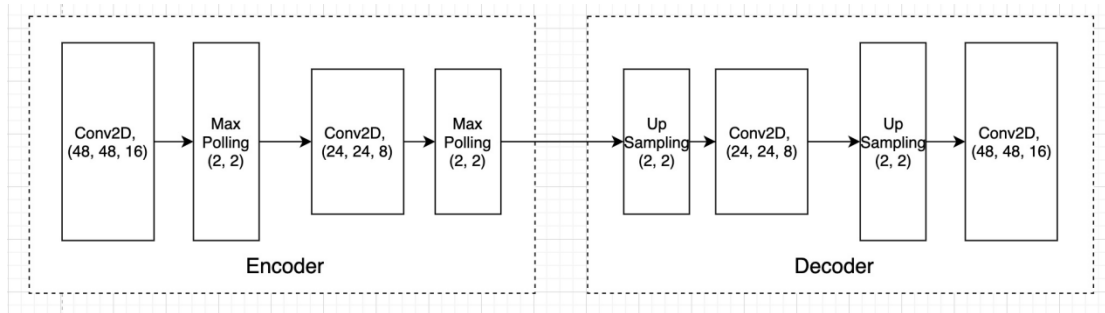 Conv2D,
(48, 48, 16)
Max
Polling
(2, 2)
Conv2D,
(24, 24, 8)
Max
Polling
(2, 2)
Encoder
Up
Sampling
(2, 2)
Conv2D,
(24, 24, 8)
Up
Sampling
(2, 2)
Conv2D,
(48, 48, 16)
Decoder